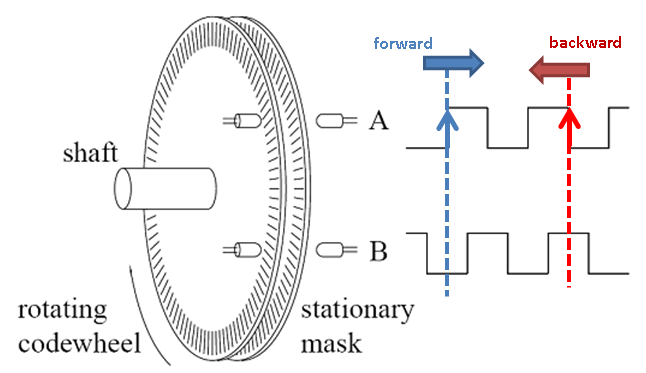 forward
backward
A
shaft
B
rotating
codewheel
stationary
mask